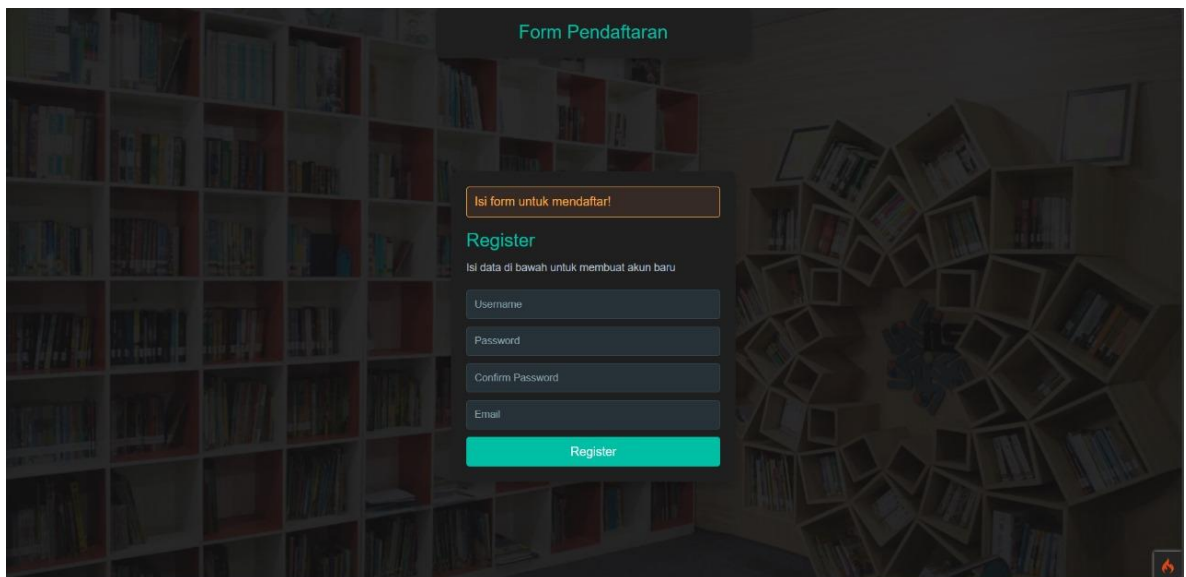 Form Pendaftaran
Isi form untuk mendaftar!
Register
Isi data di bawah untuk membuat akun baru
Username
Password
Confirm Password
Email
Register